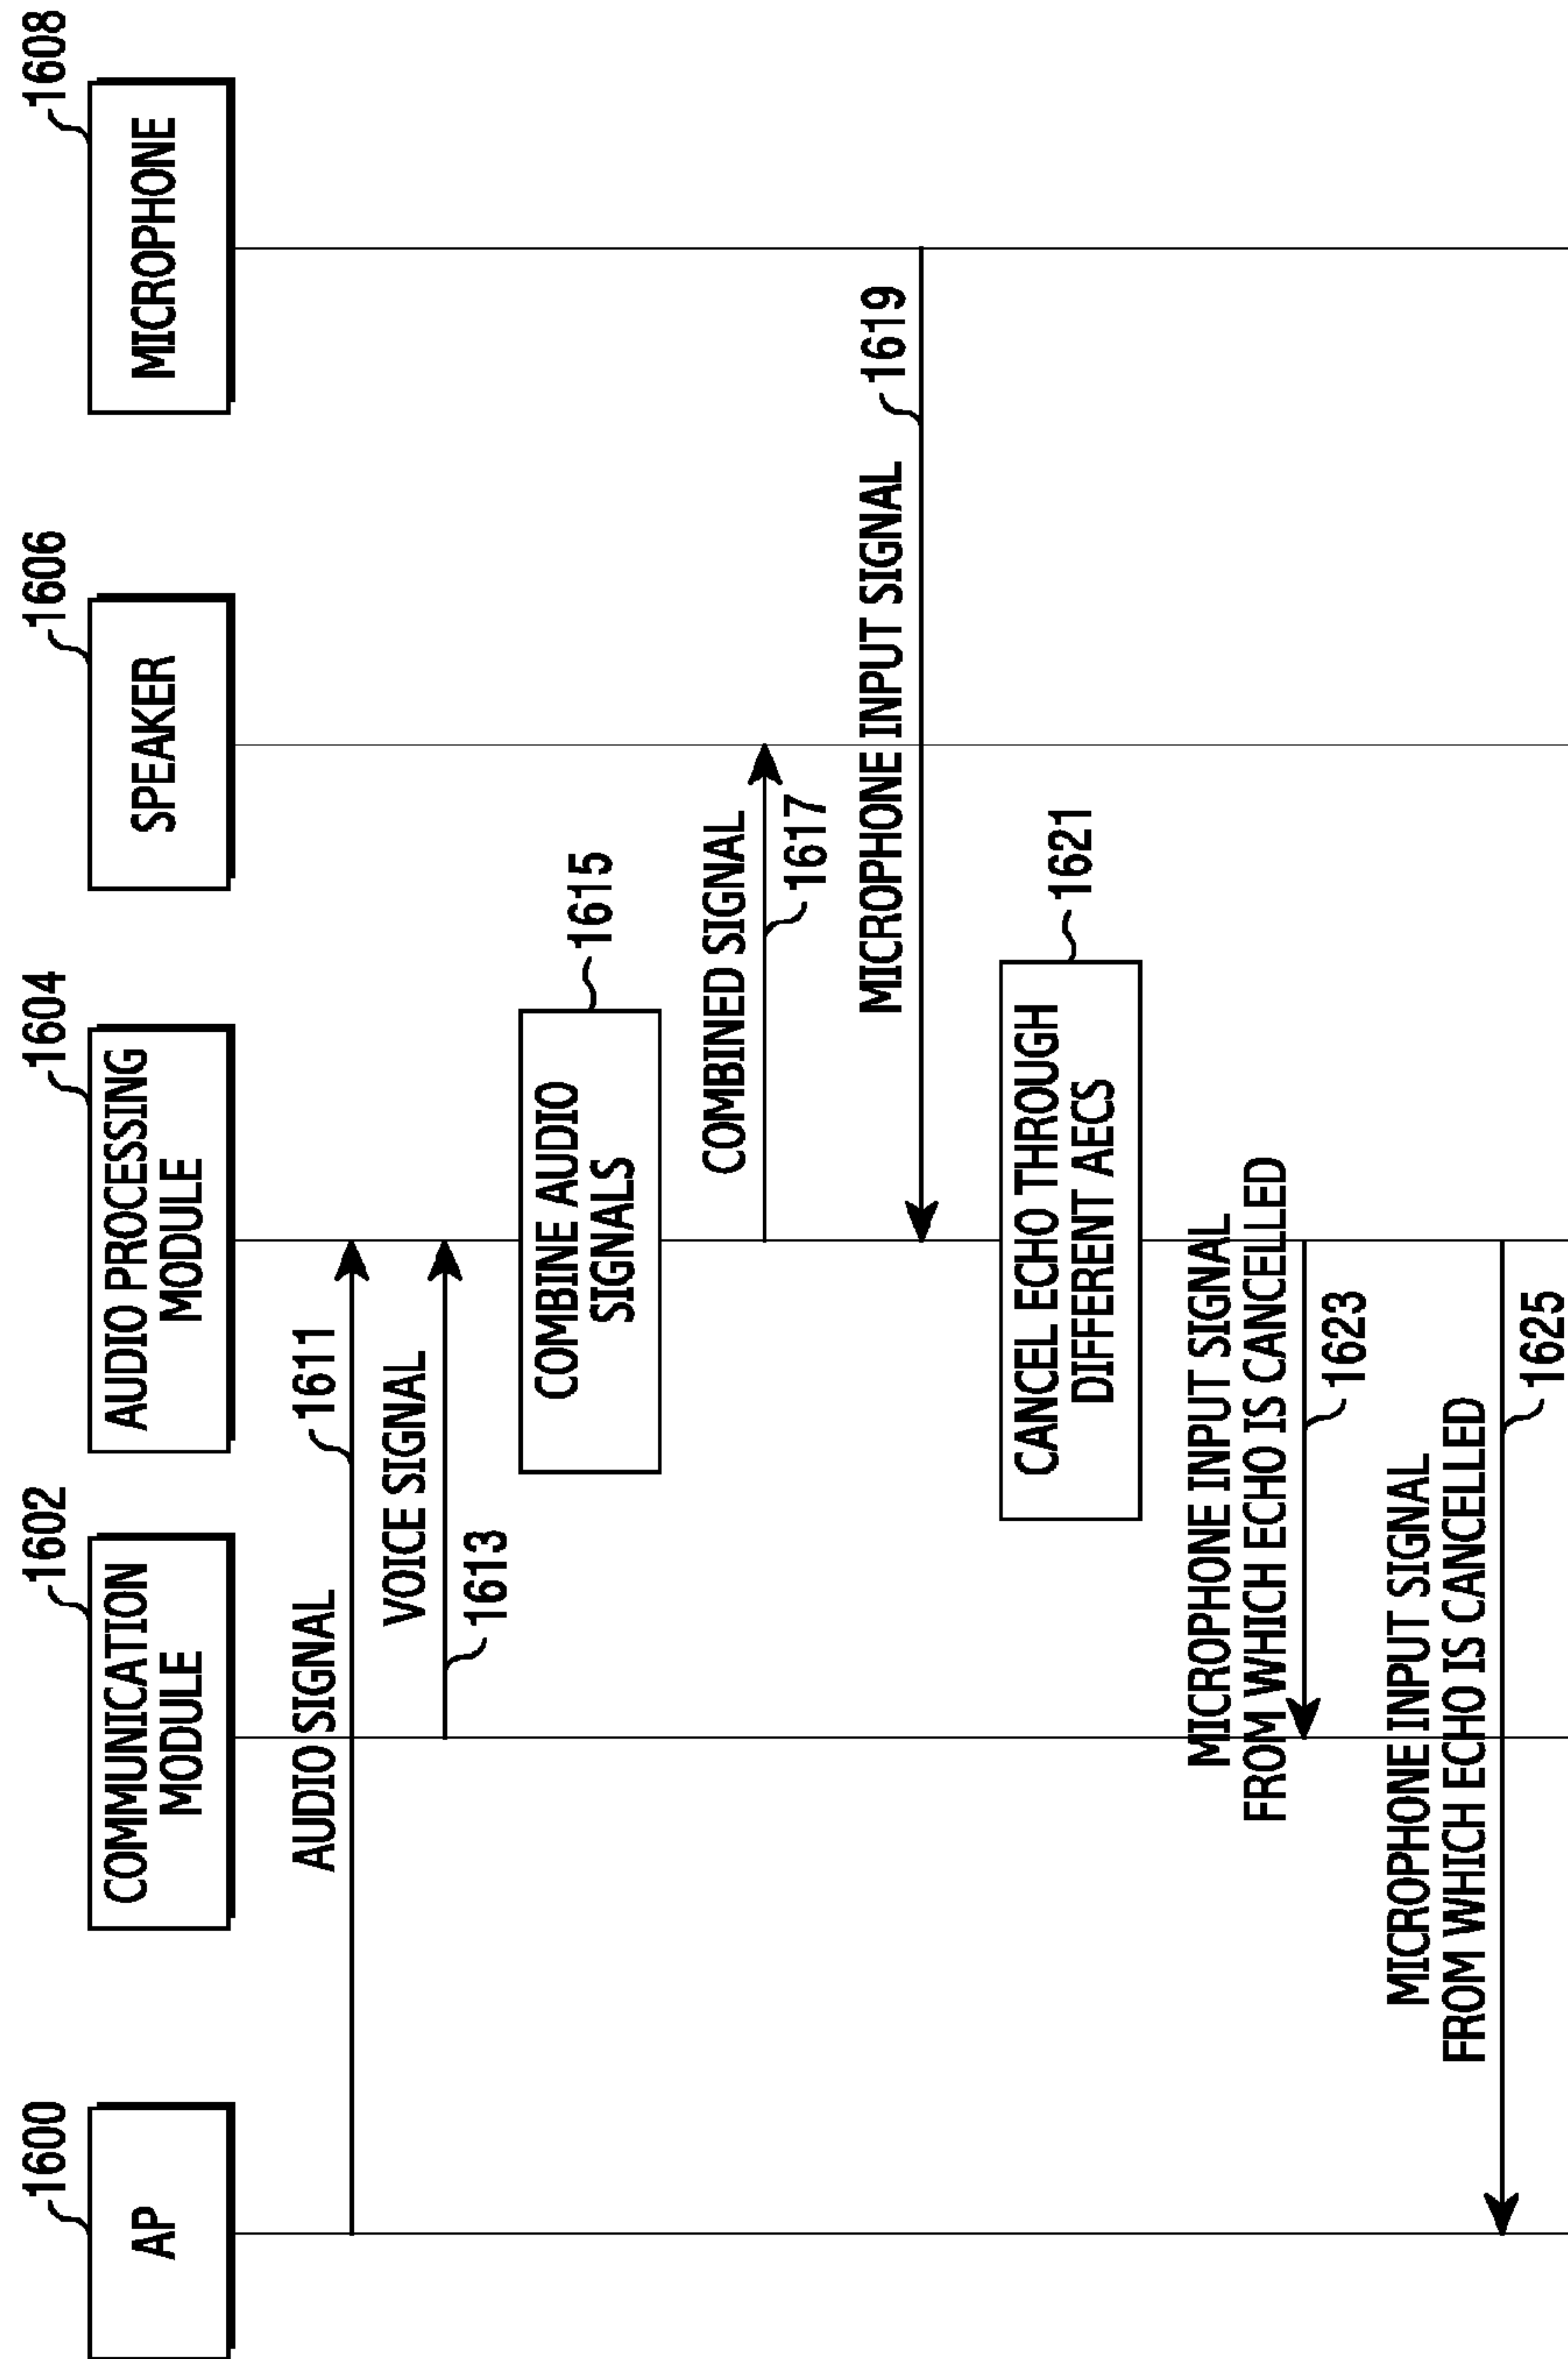 1600
AP
1602
COMMUNICATION
MODULE
1604
AUDIO PROCESSING
MODULE
1606
SPEAKER
1608
MICROPHONE
AUDIO SIGNAL
1611
VOICE SIGNAL
1613
COMBINE AUDIO
SIGNALS
1615
COMBINED SIGNAL
1617
MICROPHONE INPUT SIGNAL
1619
CANCEL ECHO THROUGH
DIFFERENT AECS
1621
MICROPHONE INPUT SIGNAL
FROM WHICH ECHO IS CANCELLED
1623
MICROPHONE INPUT SIGNAL
FROM WHICH ECHO IS CANCELLED
1625